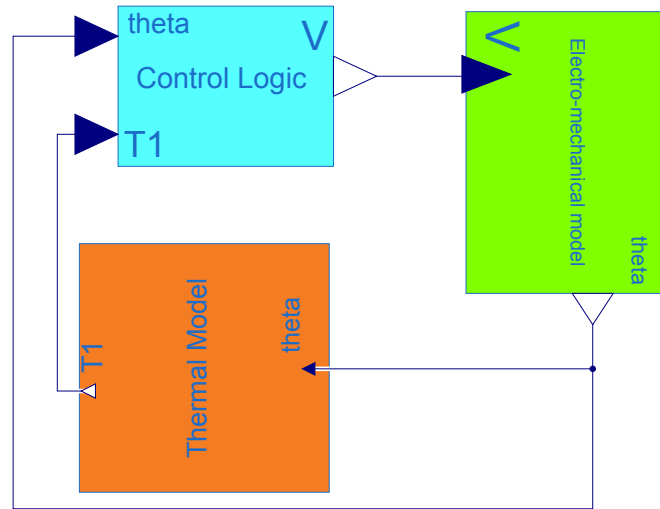 theta
V
Control Logic
T1
V
Electro-mechanical model
theta
T1
Thermal Model
theta